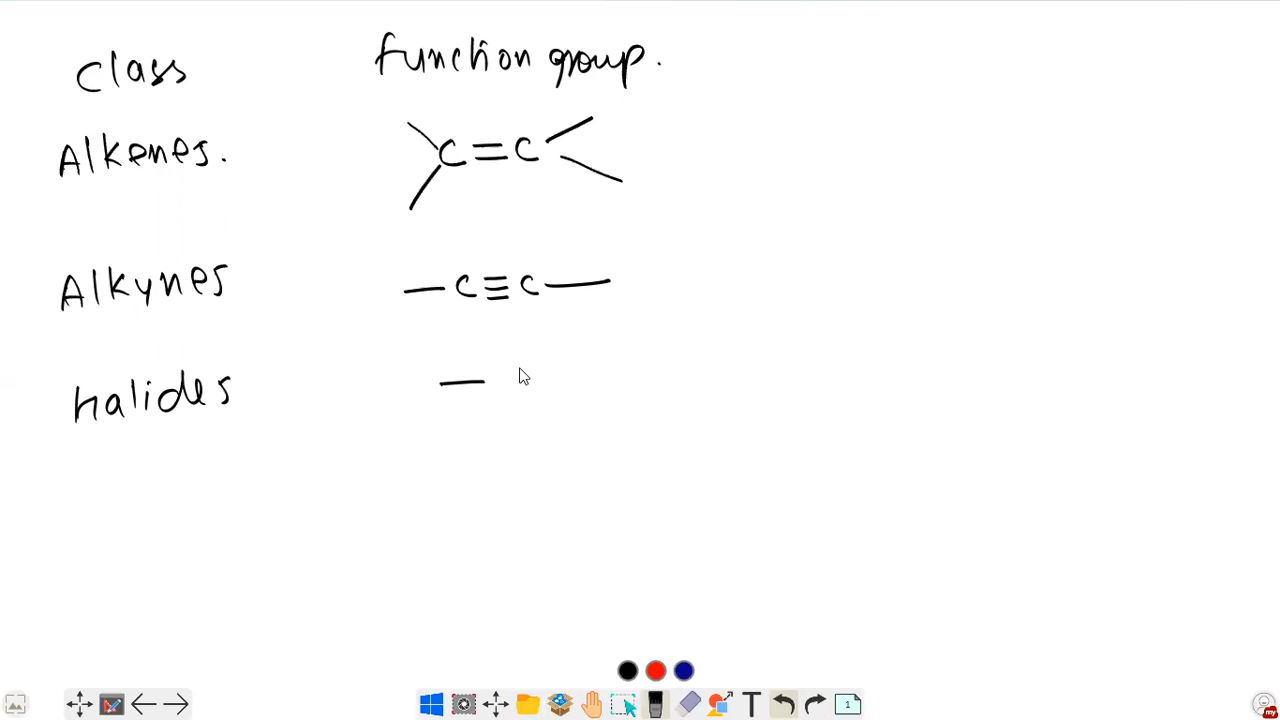 Class function group.
Alkenes. C=C
Alkynes —C≡C—
halides —